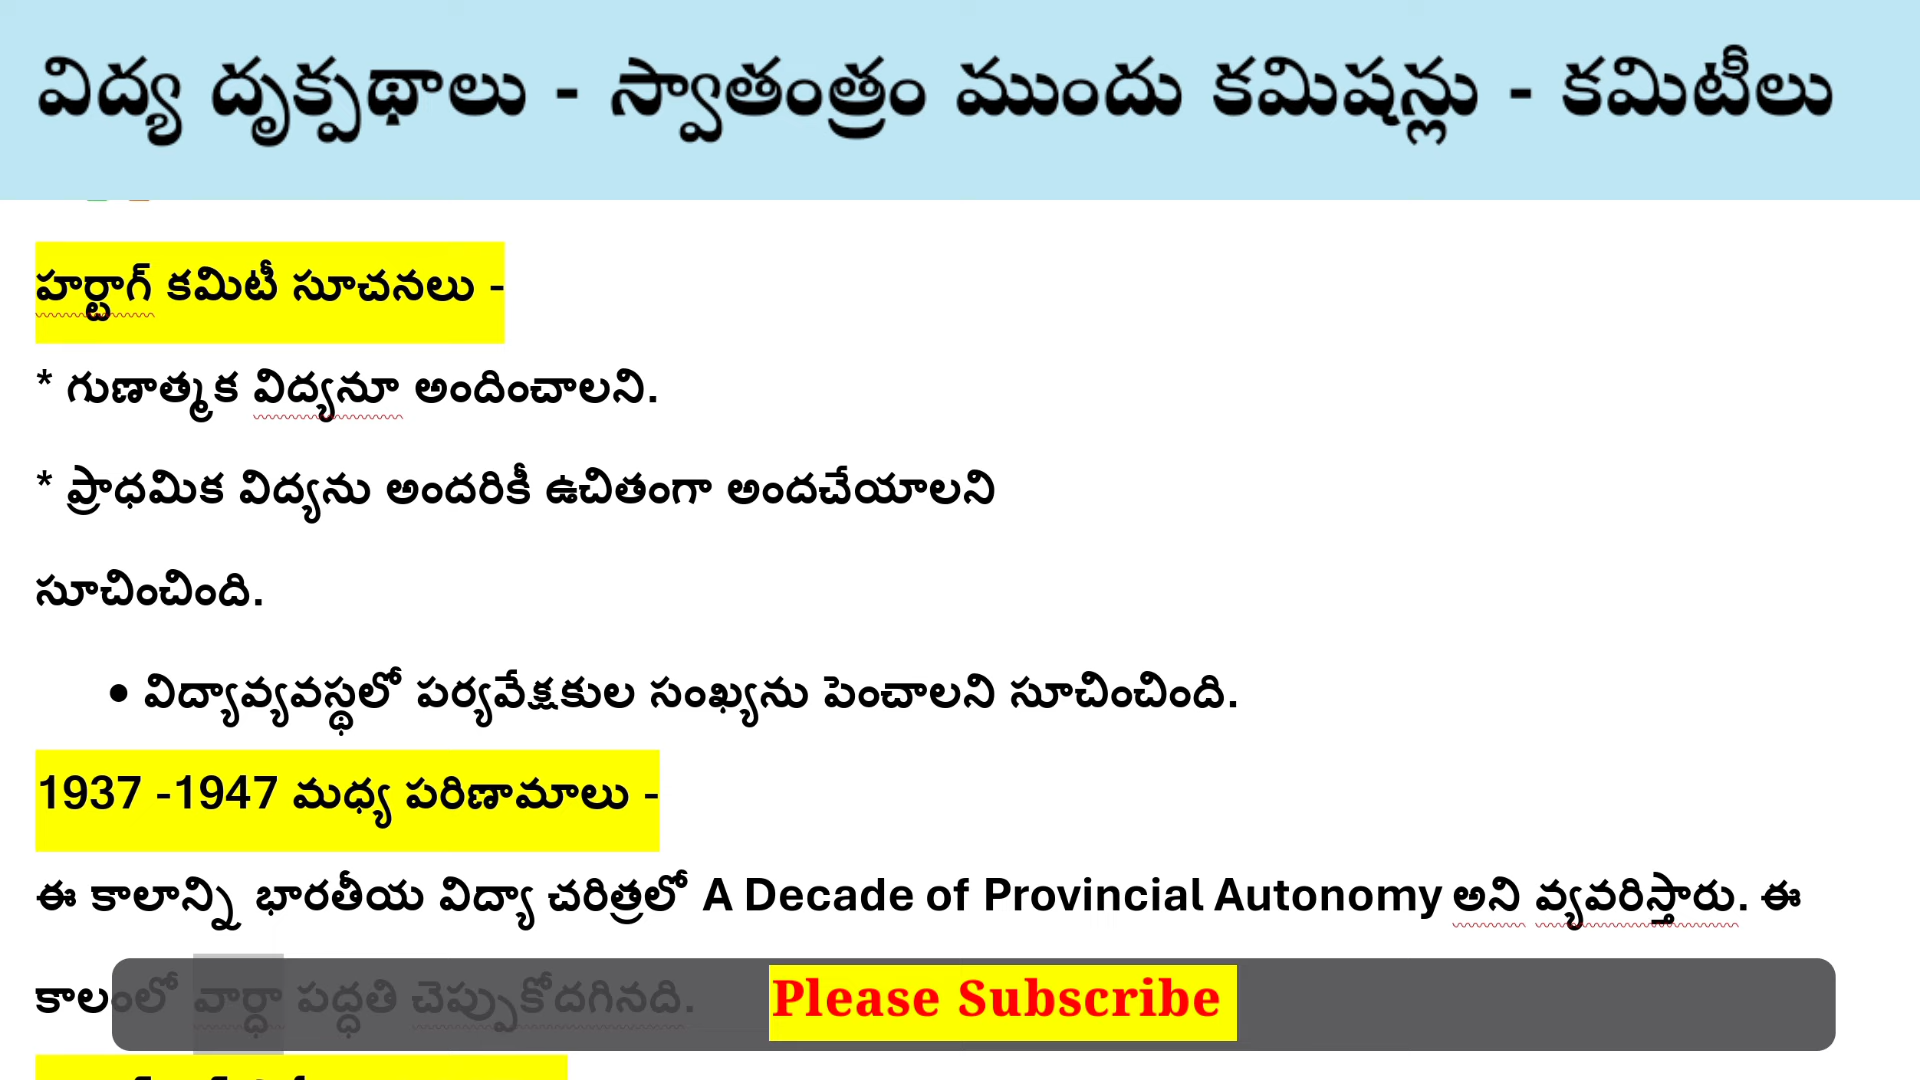 విద్య దృక్పథాలు - స్వాతంత్రం ముందు కమిషన్లు - కమిటీలు
హర్టాగ్ కమిటీ సూచనలు -
* గుణాత్మక విద్యనూ అందించాలని.
* ప్రాధమిక విద్యను అందరికీ ఉచితంగా అందచేయాలని
సూచించింది.
• విద్యావ్యవస్థలో పర్యవేక్షకుల సంఖ్యను పెంచాలని సూచించింది.
1937 -1947 మధ్య పరిణామాలు -
ఈ కాలాన్ని భారతీయ విద్యా చరిత్రలో A Decade of Provincial Autonomy అని వ్యవరిస్తారు. ఈ
కాలంలో వార్ధా పద్ధతి చెప్పుకోదగినది.
Please Subscribe